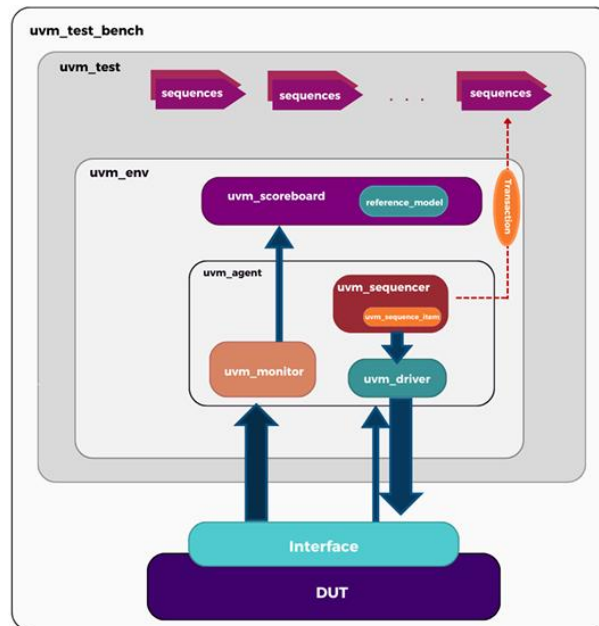 uvm_test_bench
uvm_test
sequences
sequences
. . .
sequences
uvm_env
uvm_scoreboard
reference_model
Transaction
uvm_agent
uvm_sequencer
uvm_sequence_item
uvm_monitor
uvm_driver
Interface
DUT